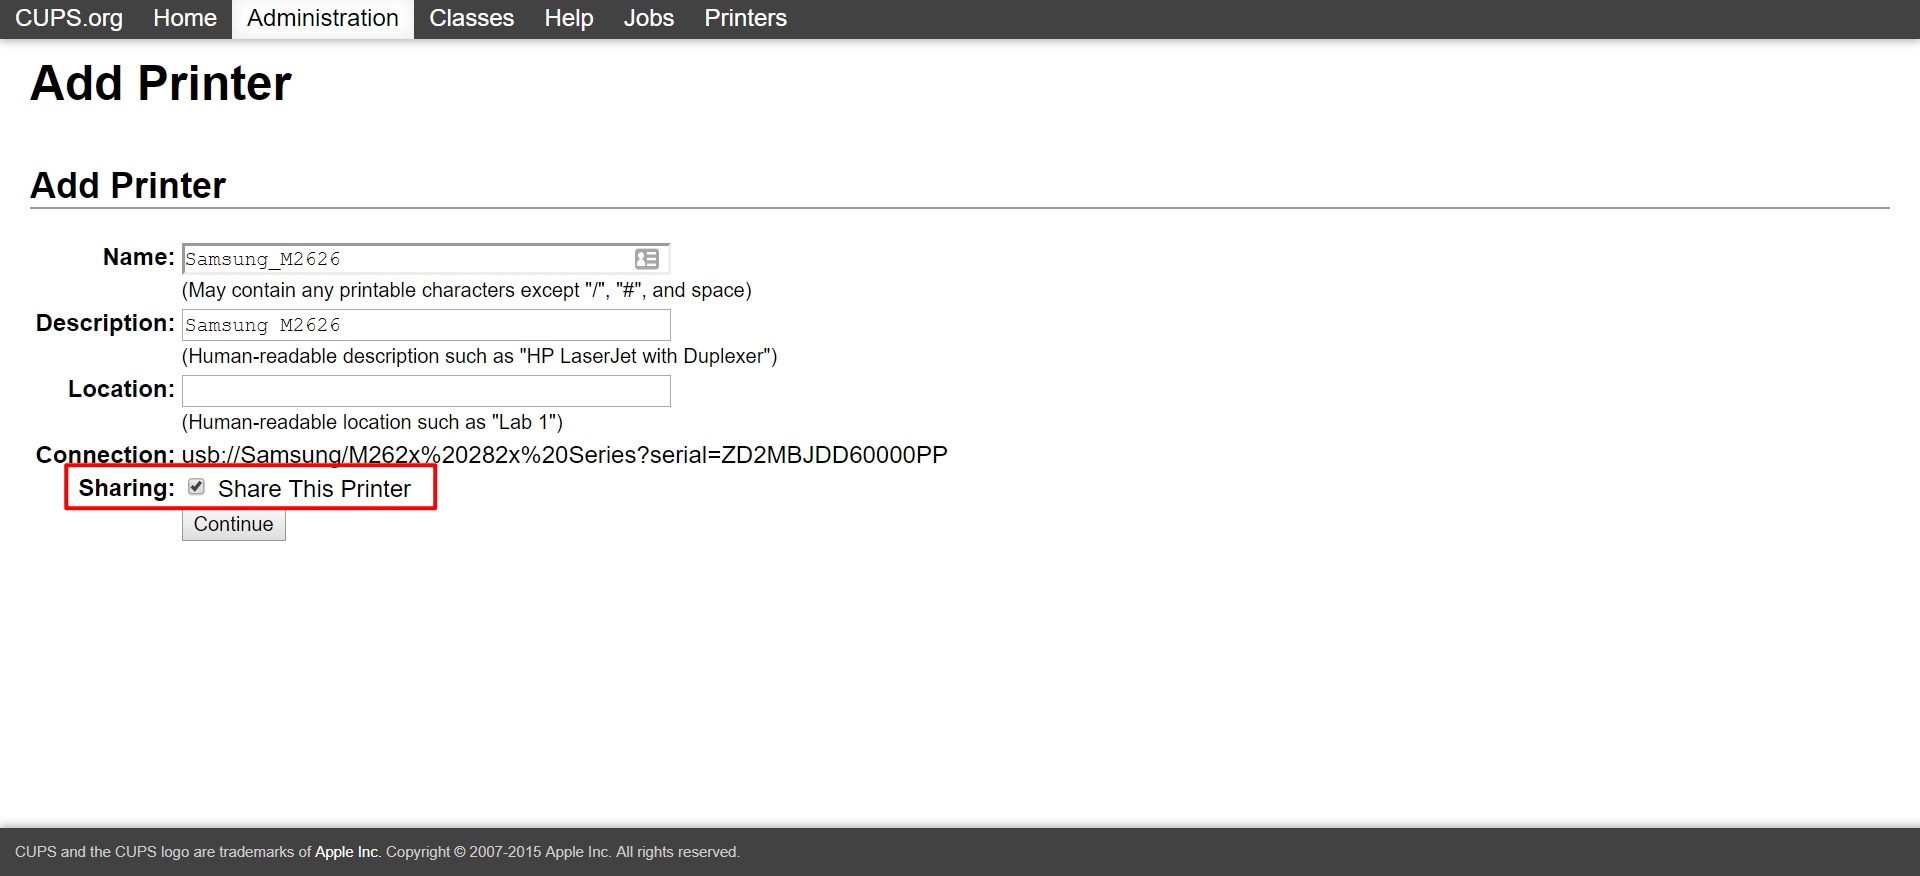 CUPS.org Home Administration Classes Help Jobs Printers
Add Printer
Add Printer
Name: Samsung_M2626
(May contain any printable characters except "/", "#", and space)
Description: Samsung M2626
(Human-readable description such as "HP LaserJet with Duplexer")
Location:
(Human-readable location such as "Lab 1")
Connection: usb://Samsung/M262x%20282x%20Series?serial=ZD2MBJDD60000PP
Sharing: Share This Printer
Continue
CUPS and the CUPS logo are trademarks of Apple Inc. Copyright © 2007-2015 Apple Inc. All rights reserved.